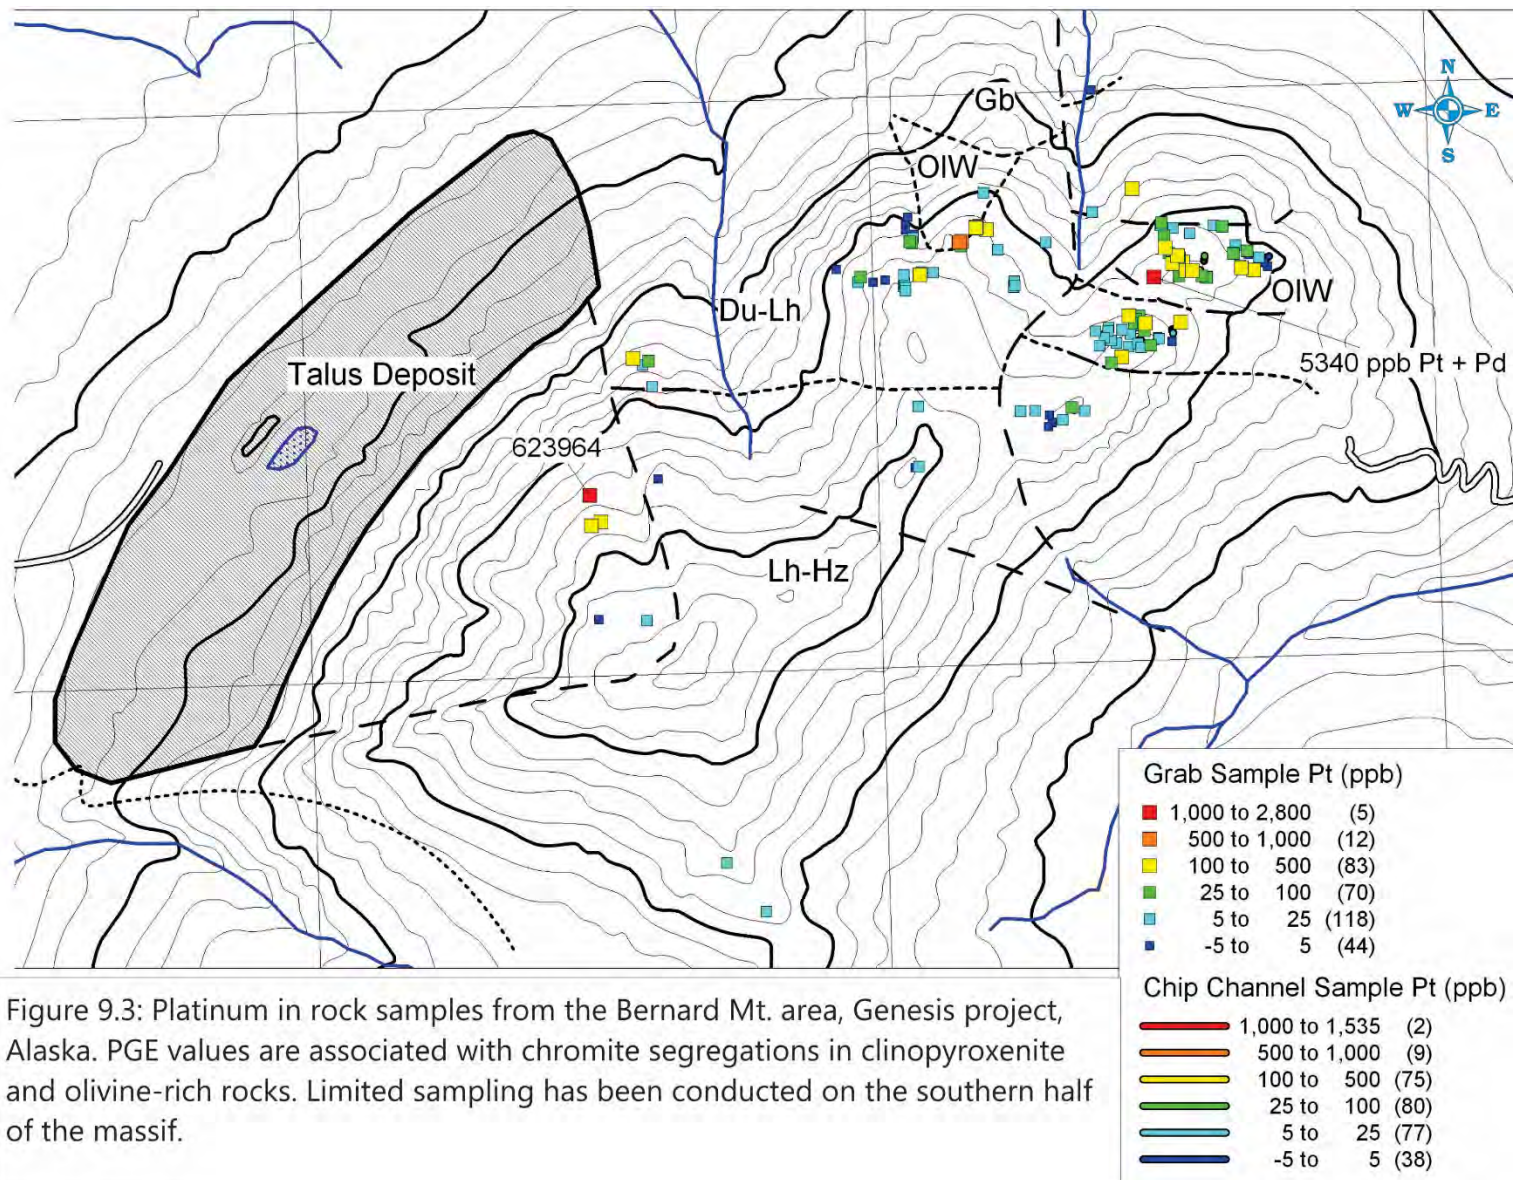 N
W E
S
Gb
OlW
OlW
Du-Lh
5340 ppb Pt + Pd
Talus Deposit
623964
Lh-Hz
Grab Sample Pt (ppb)
1,000 to 2,800 (5)
500 to 1,000 (12)
100 to 500 (83)
25 to 100 (70)
5 to 25 (118)
-5 to 5 (44)
Chip Channel Sample Pt (ppb)
1,000 to 1,535 (2)
500 to 1,000 (9)
100 to 500 (75)
25 to 100 (80)
5 to 25 (77)
-5 to 5 (38)
Figure 9.3: Platinum in rock samples from the Bernard Mt. area, Genesis project,
Alaska. PGE values are associated with chromite segregations in clinopyroxenite
and olivine-rich rocks. Limited sampling has been conducted on the southern half
of the massif.